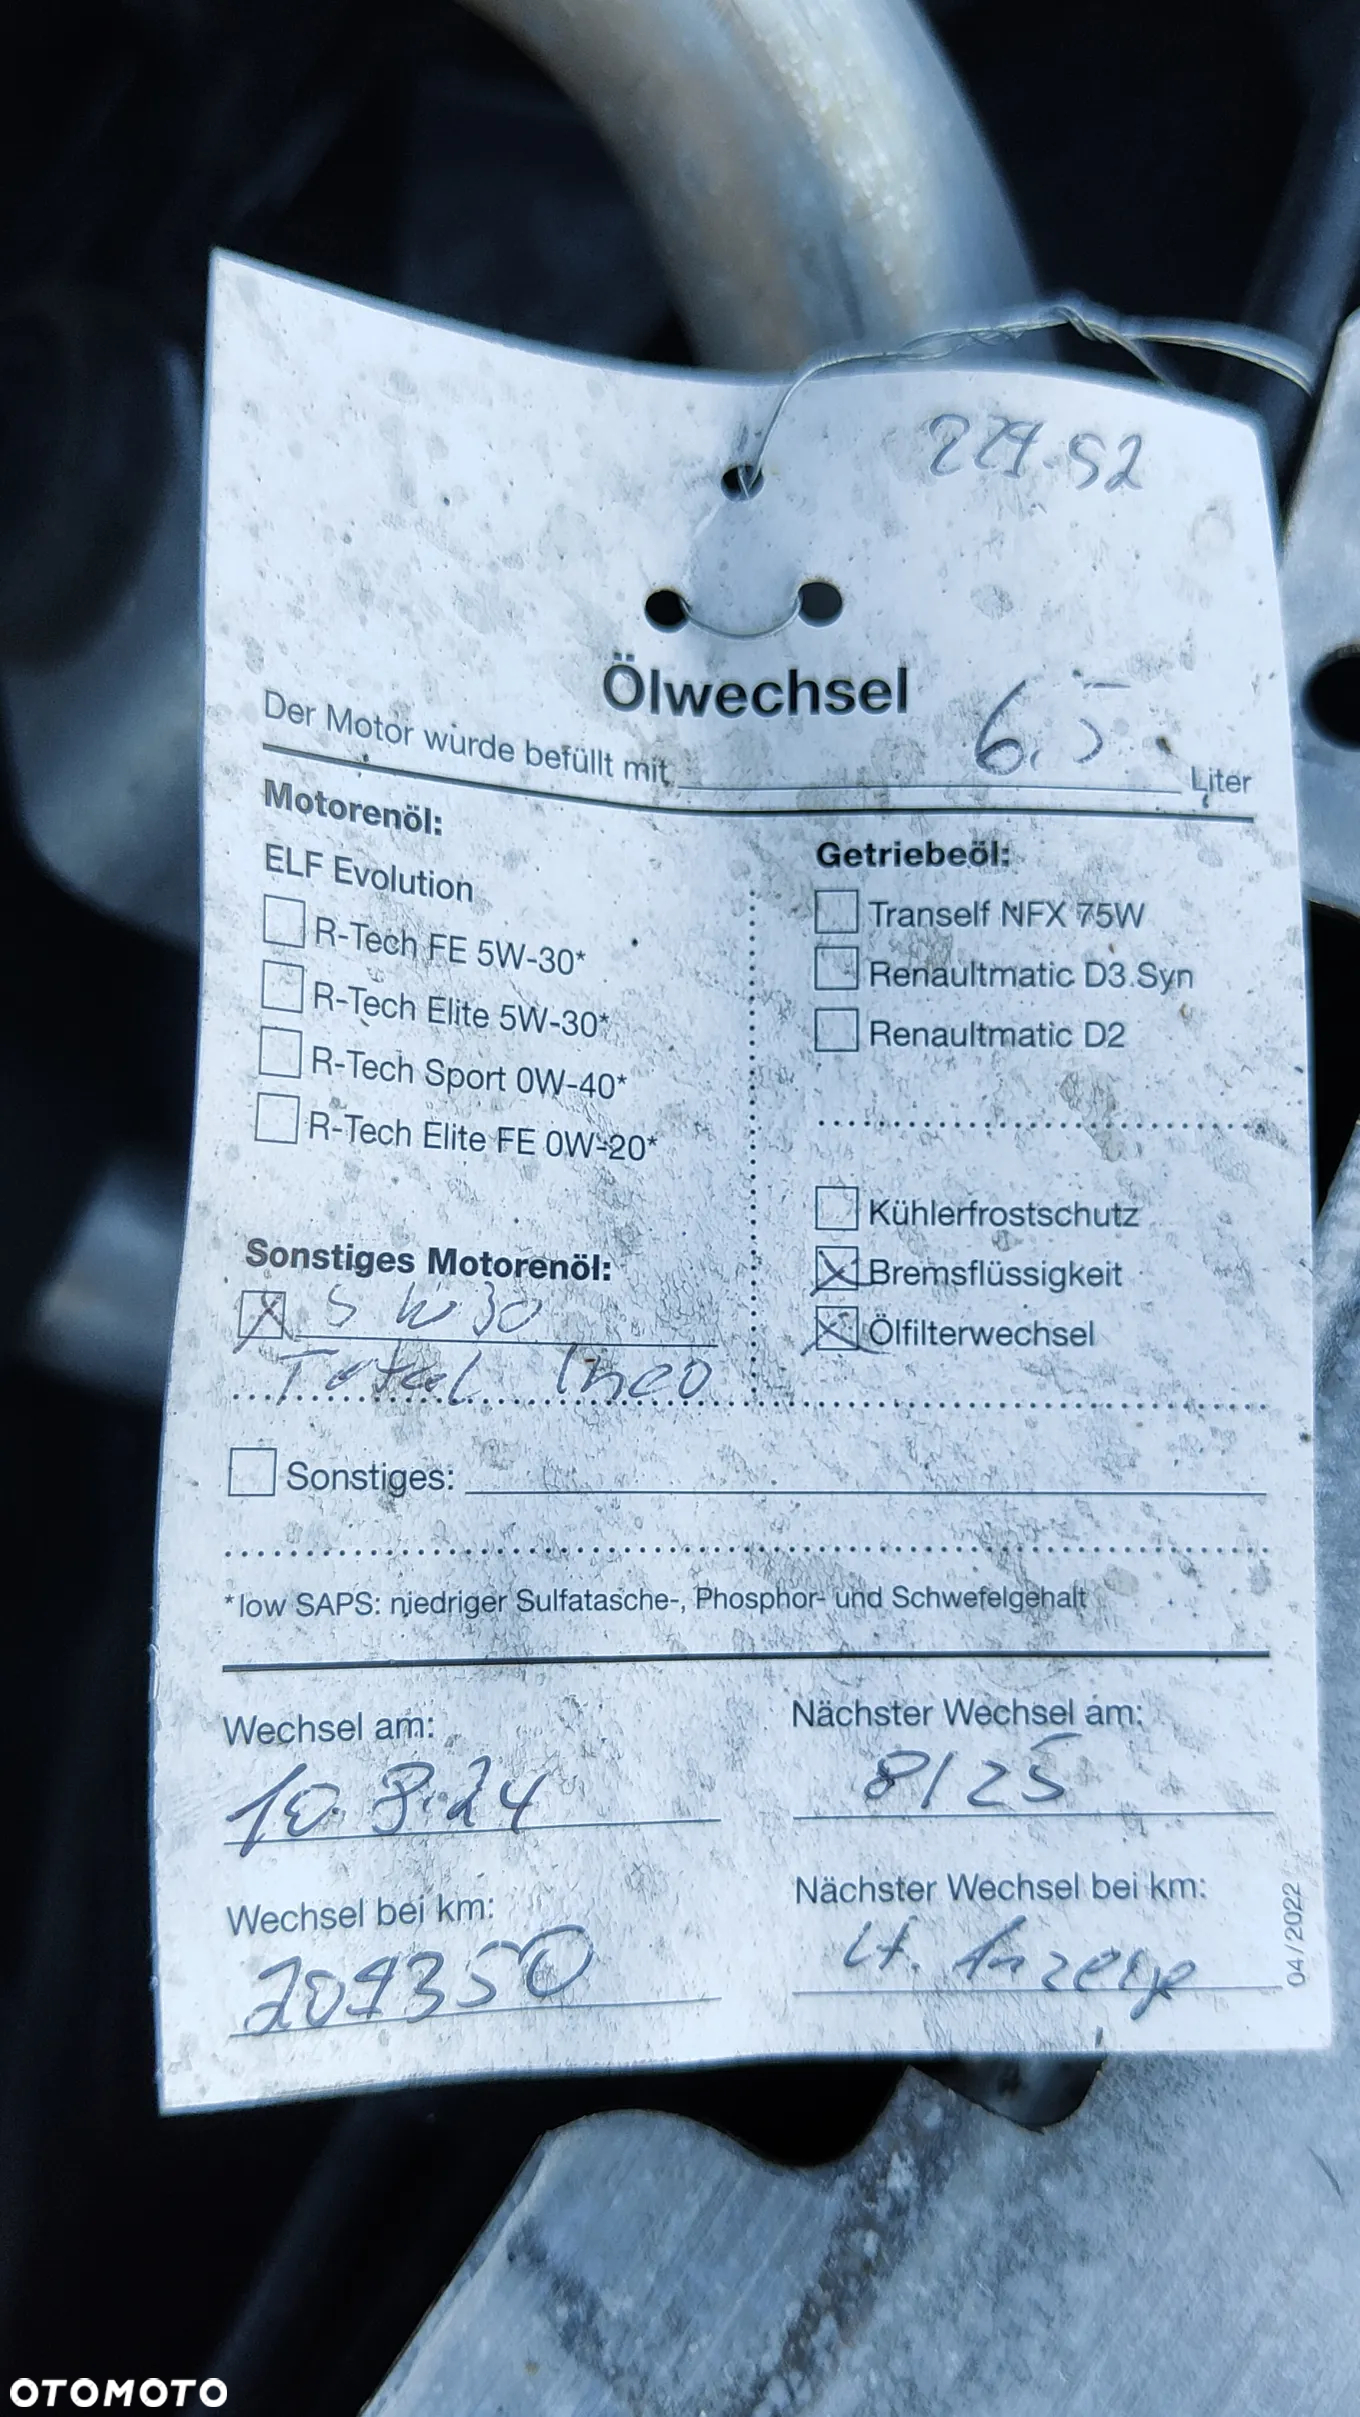 229.52
Ölwechsel
Der Motor wurde befüllt mit 6,5 Liter
Motorenöl:
ELF Evolution
R-Tech FE 5W-30*
R-Tech Elite 5W-30*
R-Tech Sport 0W-40*
R-Tech Elite FE 0W-20*
Getriebeöl:
Tranself NFX 75W
Renaultmatic D3 Syn
Renaultmatic D2
Kühlerfrostschutz
Bremsflüssigkeit
Ölfilterwechsel
Sonstiges Motorenöl:
5 W 30
Total Ineo
Sonstiges:
*low SAPS: niedriger Sulfatasche-, Phosphor- und Schwefelgehalt
Wechsel am:
10.8.24
Nächster Wechsel am:
8/25
Wechsel bei km:
209350
Nächster Wechsel bei km:
lt. Anzeige
04/2022
OTOMOTO